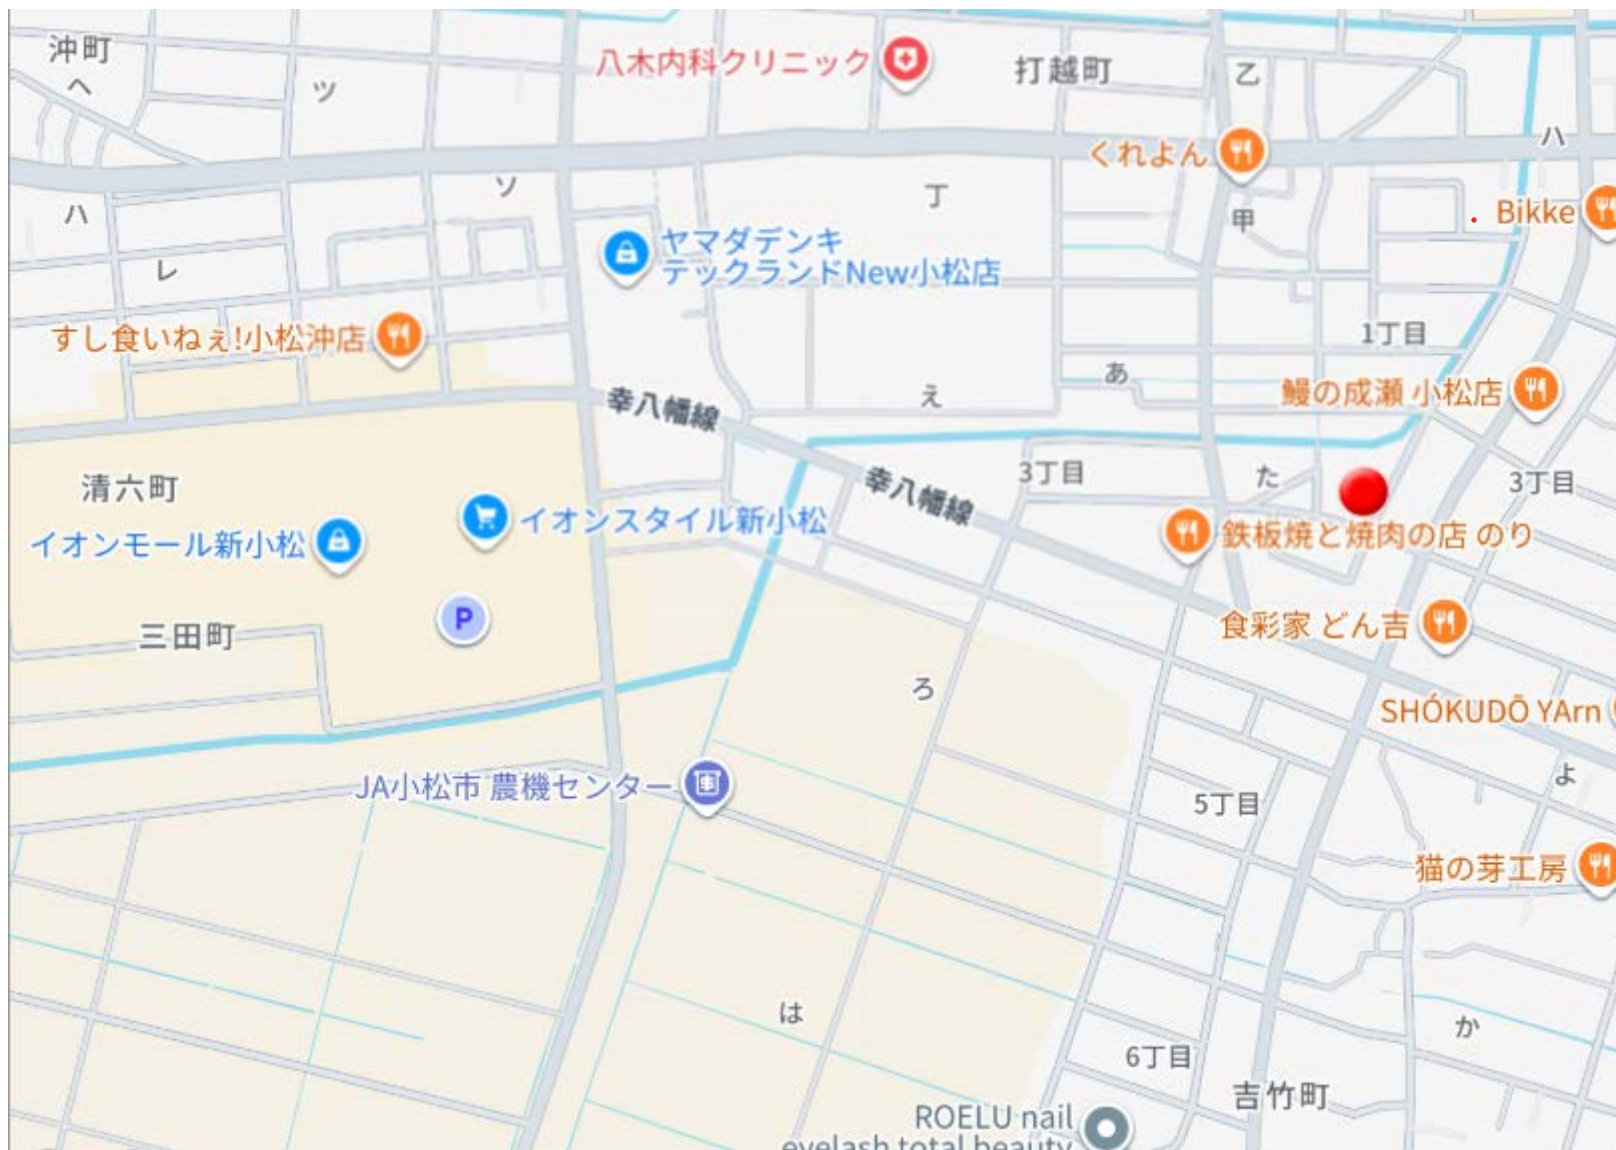 沖町
ヘ
ツ
八木内科クリニック
打越町
乙
ハ
くれよん
ソ
丁
ハ
甲
Bikke
レ
ヤマダデンキ
テックランドNew小松店
すし食いねぇ!小松沖店
1丁目
あ
え
鰻の成瀬 小松店
幸八幡線
清六町
幸八幡線
3丁目
た
3丁目
イオンモール新小松
イオンスタイル新小松
鉄板焼と焼肉の店 のり
P
三田町
食彩家 どん吉
ろ
SHÓKUDŌ YArn
JA小松市 農機センター
よ
5丁目
猫の芽工房
は
か
6丁目
吉竹町
ROELU nail
eyelash total beauty